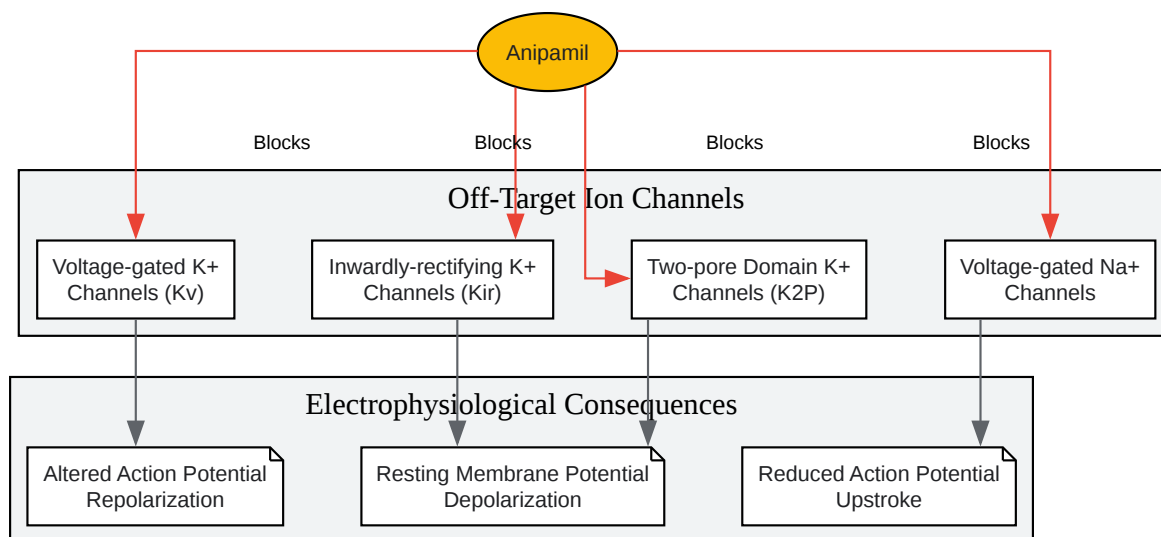 Anipamil
Blocks
Blocks
Blocks
Blocks
Off-Target Ion Channels
Voltage-gated K+
Channels (Kv)
Inwardly-rectifying K+
Channels (Kir)
Two-pore Domain K+
Channels (K2P)
Voltage-gated Na+
Channels
Electrophysiological Consequences
Altered Action Potential
Repolarization
Resting Membrane Potential
Depolarization
Reduced Action Potential
Upstroke